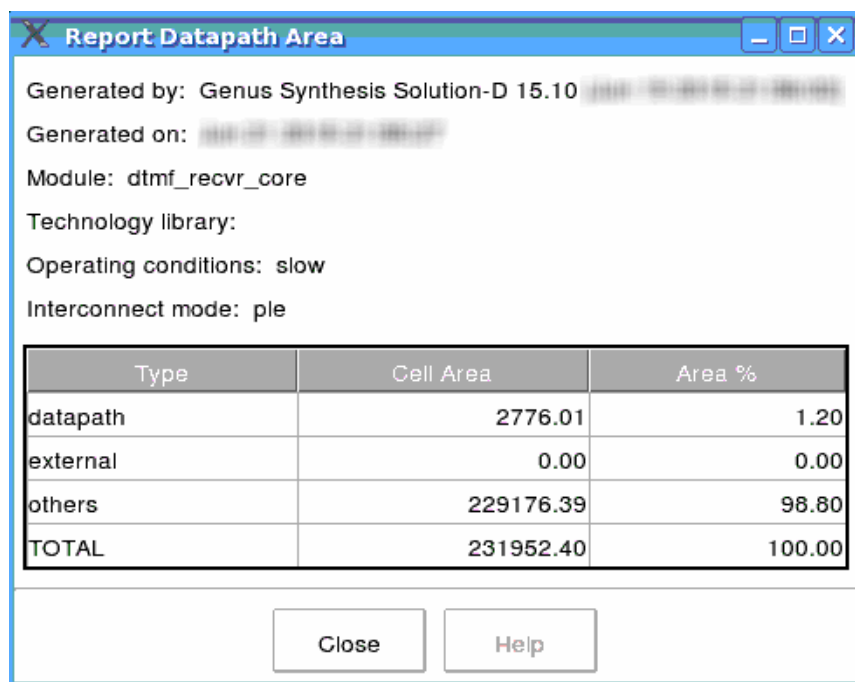 Report Datapath Area
Generated by: Genus Synthesis Solution-D 15.10
Generated on:
Module: dtmf_recvr_core
Technology library:
Operating conditions: slow
Interconnect mode: ple
Type Cell Area Area %
datapath 2776.01 1.20
external 0.00 0.00
others 229176.39 98.80
TOTAL 231952.40 100.00
Close Help